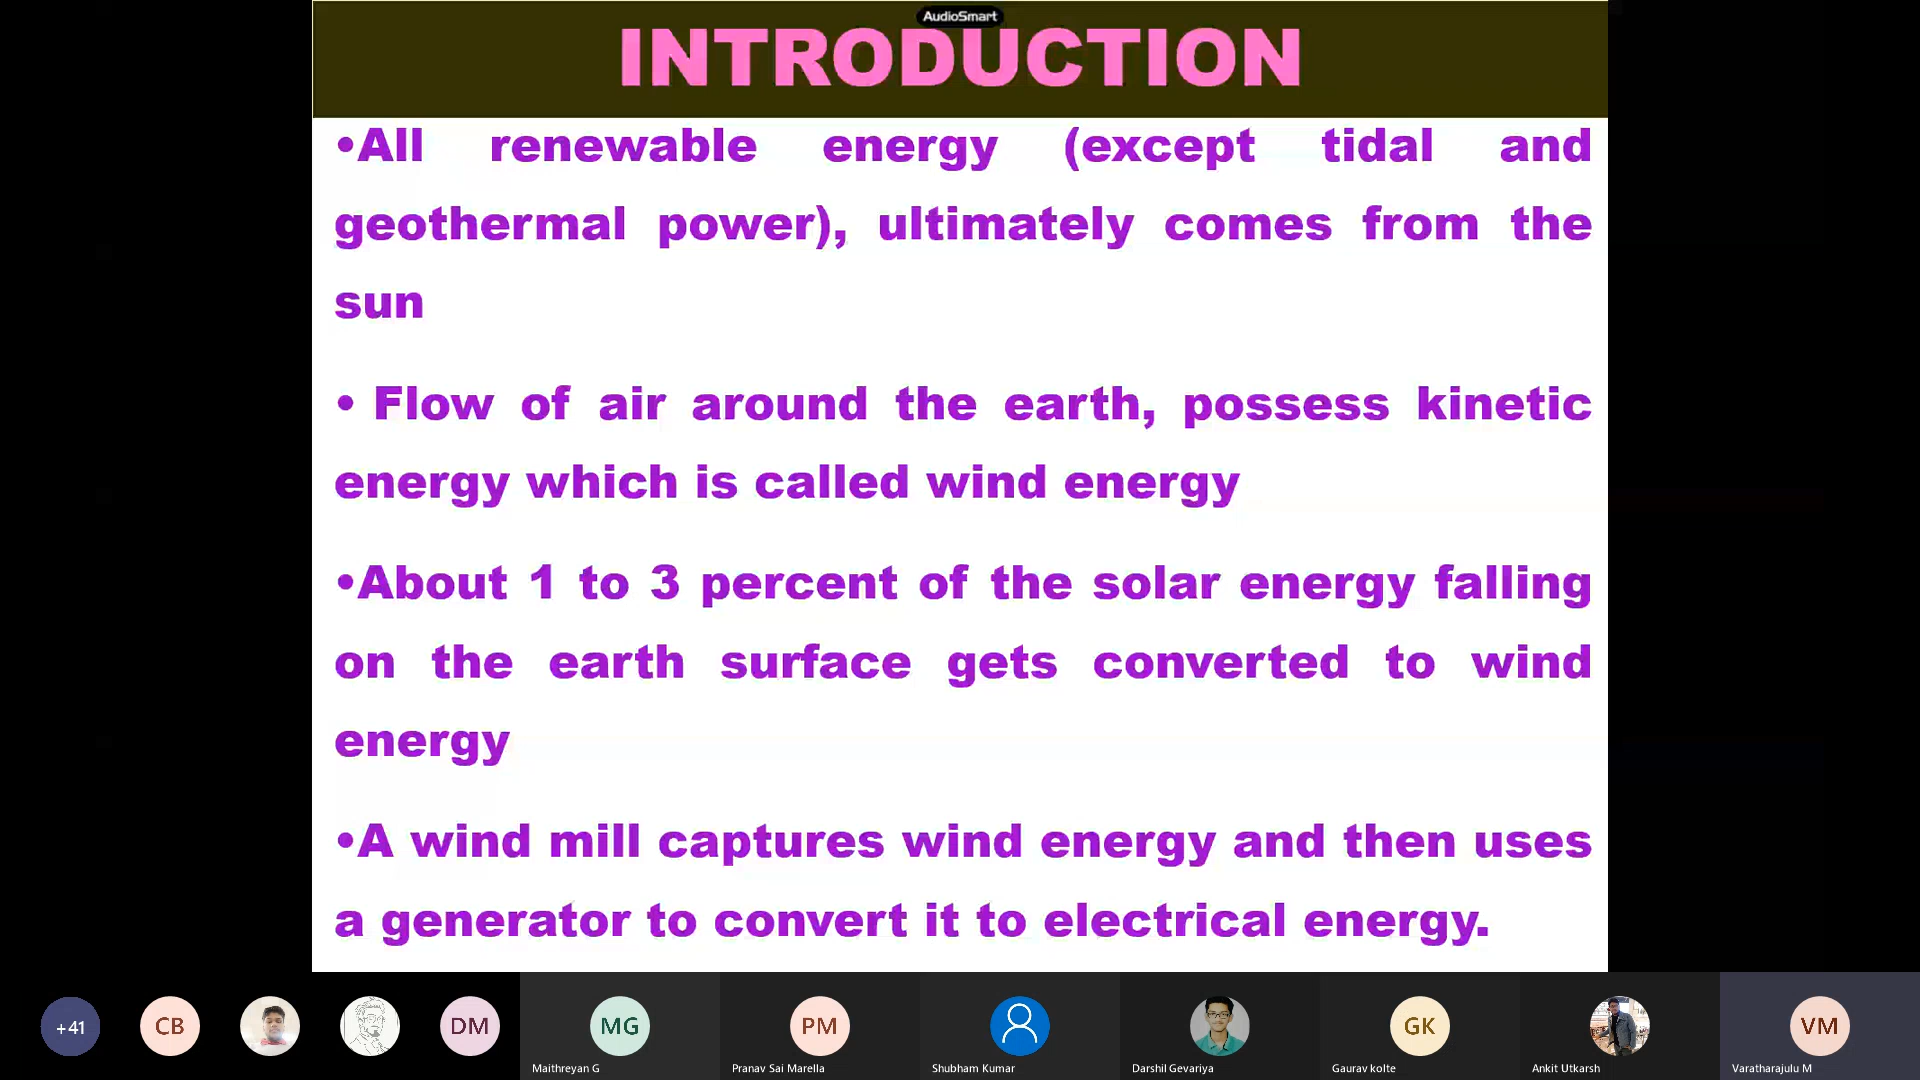 AudioSmart
INTRODUCTION
•All renewable energy (except tidal and
geothermal power), ultimately comes from the
sun
• Flow of air around the earth, possess kinetic
energy which is called wind energy
•About 1 to 3 percent of the solar energy falling
on the earth surface gets converted to wind
energy
•A wind mill captures wind energy and then uses
a generator to convert it to electrical energy.
+41
CB
DM
MG
PM
GK
VM
Maithreyan G
Pranav Sai Marella
Shubham Kumar
Darshil Gevariya
Gaurav kolte
Ankit Utkarsh
Varatharajulu M